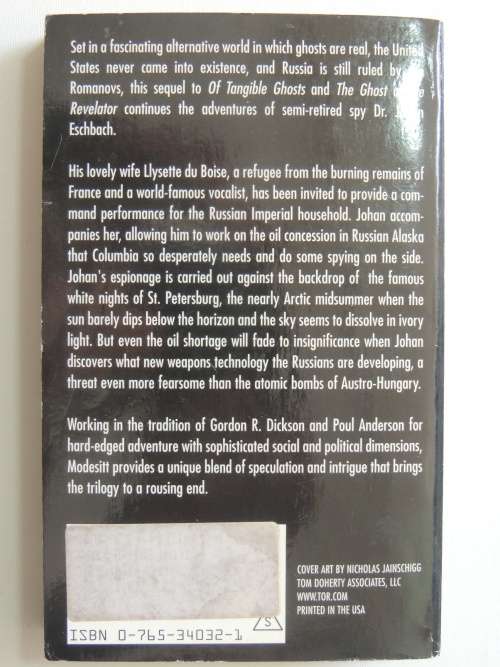 Set in a fascinating alternative world in which ghosts are real, the United
States never came into existence, and Russia is still ruled by
Romanovs, this sequel to Of Tangible Ghosts and The Ghost
Revelator continues the adventures of semi-retired spy Dr.
Eschbach.
His lovely wife Llysette du Boise, a refugee from the burning remains of
France and a world-famous vocalist, has been invited to provide a com-
mand performance for the Russian Imperial household. Johan accom-
panies her, allowing him to work on the oil concession in Russian Alaska
that Columbia so desperately needs and do some spying on the side.
Johan's espionage is carried out against the backdrop of the famous
white nights of St. Petersburg, the nearly Arctic midsummer when the
sun barely dips below the horizon and the sky seems to dissolve in ivory
light. But even the oil shortage will fade to insignificance when Johan
discovers what new weapons technology the Russians are developing, a
threat even more fearsome than the atomic bombs of Austro-Hungary.
Working in the tradition of Gordon R. Dickson and Poul Anderson for
hard-edged adventure with sophisticated social and political dimensions,
Modesitt provides a unique blend of speculation and intrigue that brings
the trilogy to a rousing end.
COVER ART BY NICHOLAS JAINSCHIGG
TOM DOHERTY ASSOCIATES, LLC
WWW.TOR.COM
PRINTED IN THE USA
S
ISBN 0-765-34032-1